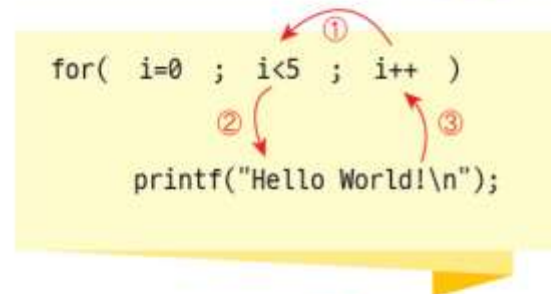 ①
for( i=0 ; i<5 ; i++ )
② ③
printf("Hello World!\n");